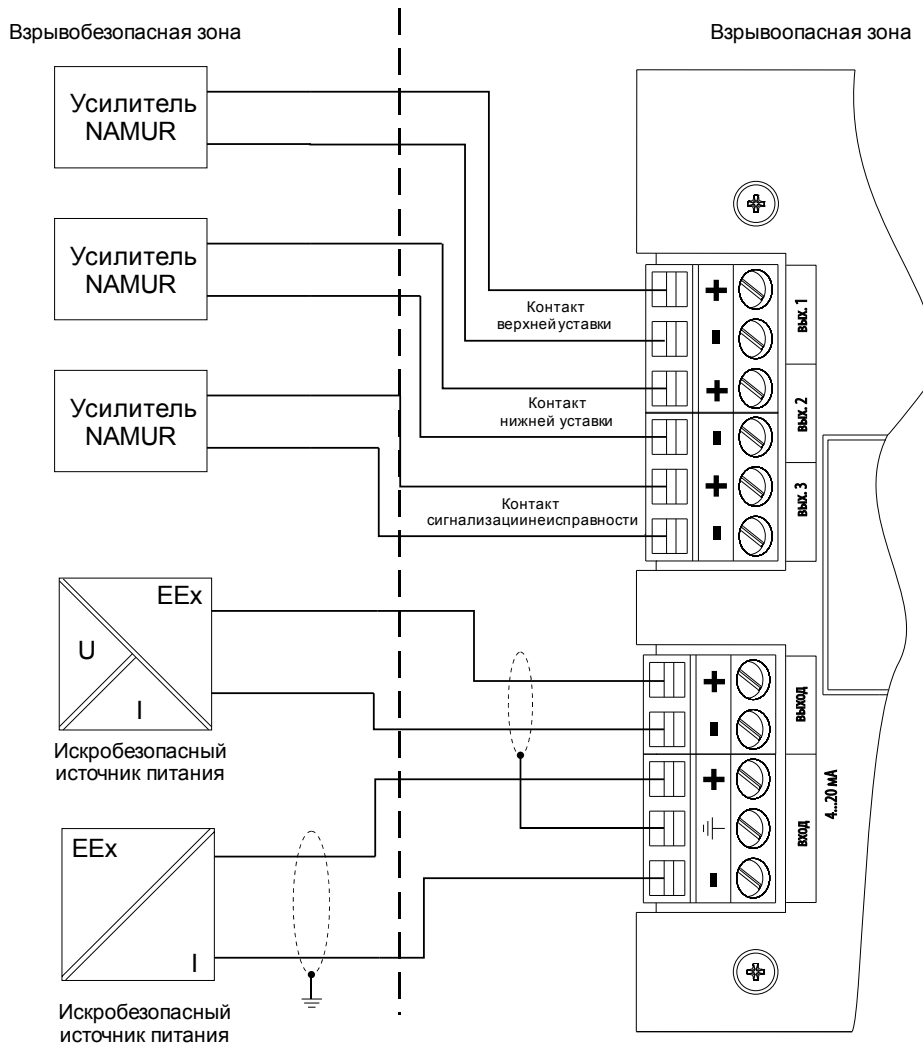 Взрывобезопасная зона
Взрывоопасная зона
Усилитель
NAMUR
Усилитель
NAMUR
Усилитель
NAMUR
Контакт
верхней уставки
Контакт
нижней уставки
Контакт
сигнализациинеисправности
+
-
вых. 1
+
-
вых. 2
+
-
вых. 3
EEx
U
I
Искробезопасный
источник питания
+
-
выход
+
-
вход
4...20 мА
EEx
I
Искробезопасный
источник питания